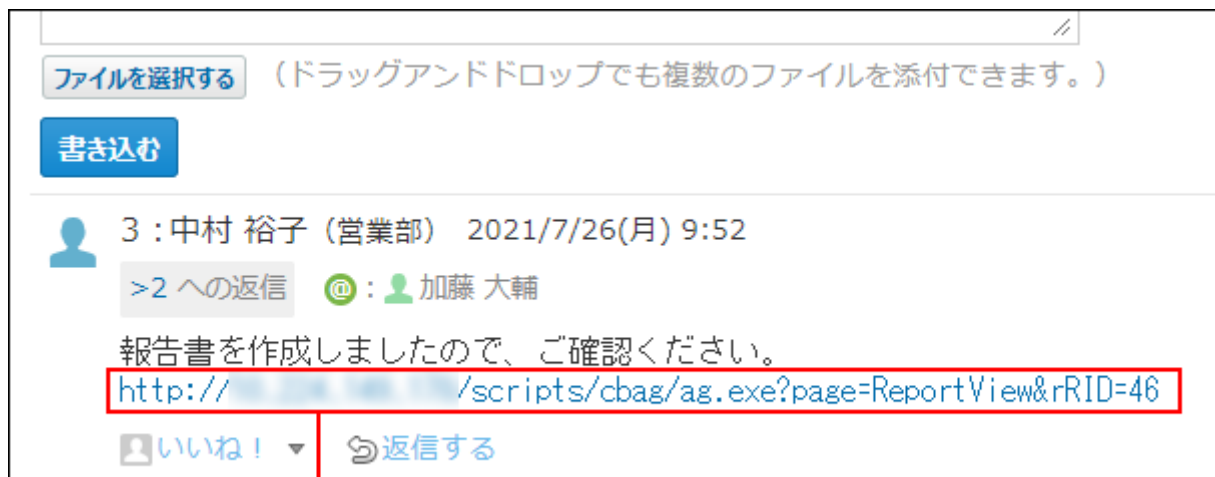 ファイルを選択する （ドラッグアンドドロップでも複数のファイルを添付できます。）
書き込む
3 : 中村 裕子（営業部） 2021/7/26(月) 9:52
>2 への返信 @ : 加藤 大輔
報告書を作成しましたので、ご確認ください。
http:// /scripts/cbag/ag.exe?page=ReportView&rRID=46
いいね！ ▼ 返信する